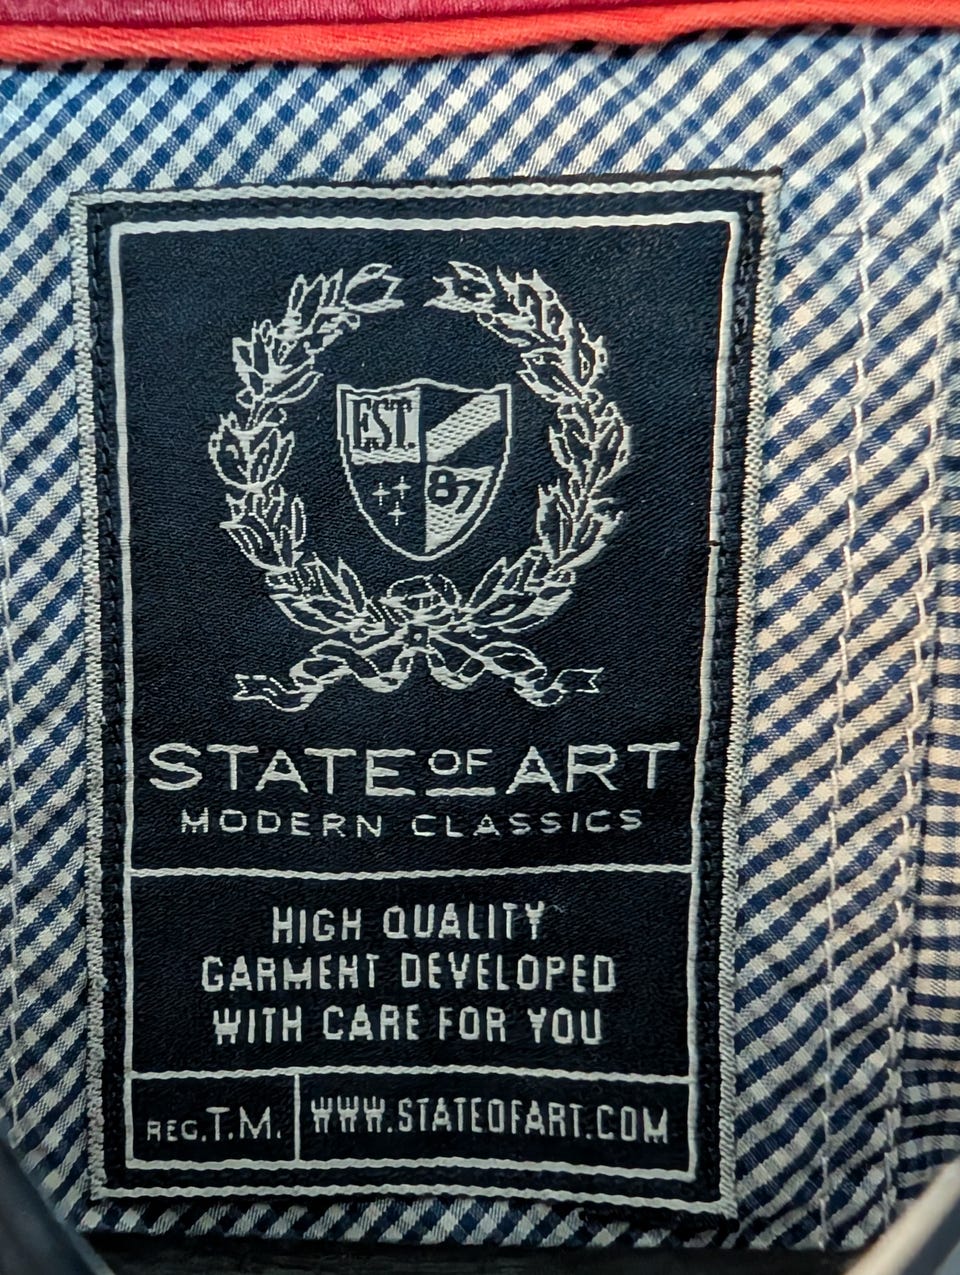 EST.
87
STATE OF ART
MODERN CLASSICS
HIGH QUALITY
GARMENT DEVELOPED
WITH CARE FOR YOU
REG.T.M.
WWW.STATEOFART.COM